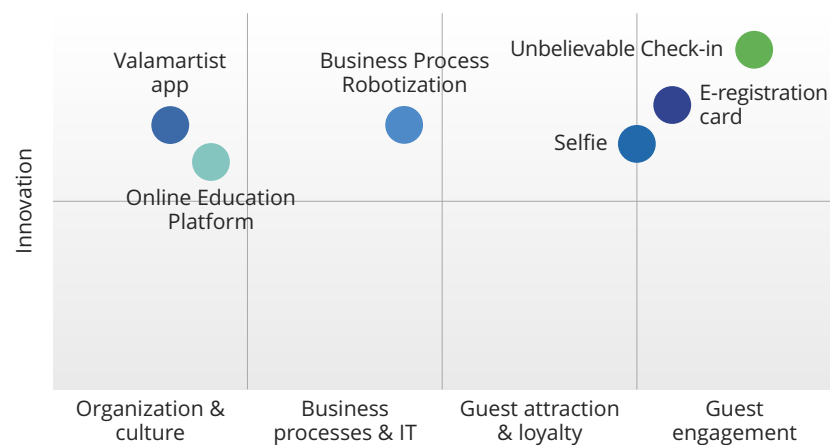 Valamartist
app
Business Process
Robotization
Unbelievable Check-in
E-registration
card
Selfie
Online Education
Platform
Innovation
Organization &
culture
Business
processes & IT
Guest attraction
& loyalty
Guest
engagement